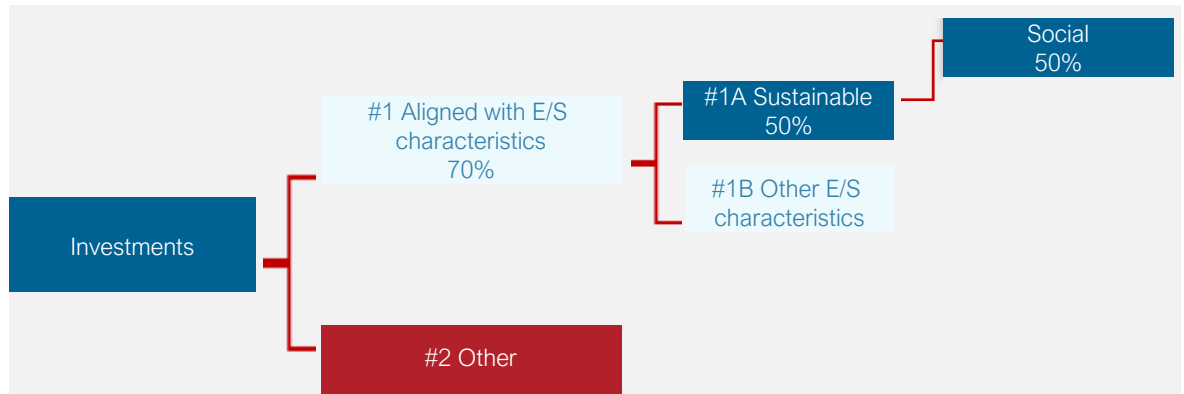 Social
50%
#1A Sustainable
50%
#1 Aligned with E/S
characteristics
70%
#1B Other E/S
characteristics
Investments
#2 Other